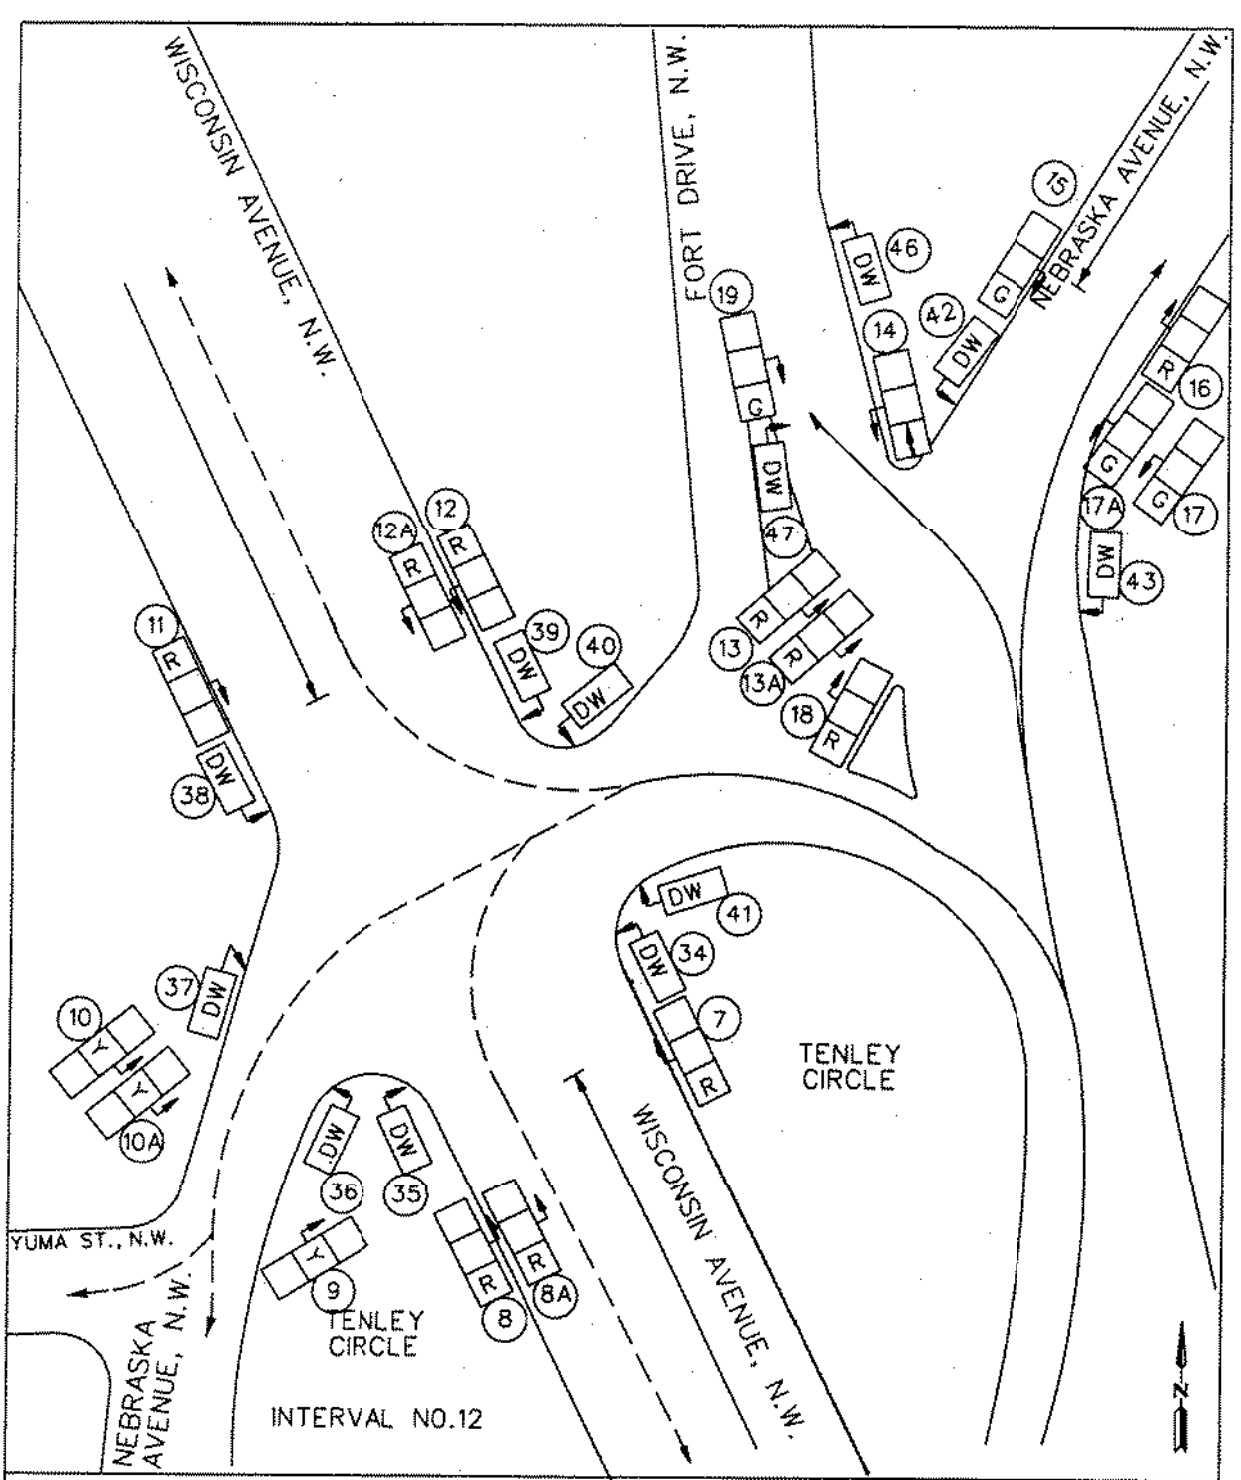 WISCONSIN AVENUE, N.W.
FORT DRIVE, N.W.
NEBRASKA AVENUE, N.W.
15
G
46
DW
42
DW
19
G
14
16
R
17A
G
17
G
DW
43
DW
47
12A
R
12
R
39
DW
40
DW
13
R
13A
R
18
R
11
R
DW
38
DW
41
DW
34
7
R
37
DW
10
Y
Y
10A
TENLEY
CIRCLE
DW
36
DW
35
YUMA ST., N.W.
Y
9
R
8
R
8A
TENLEY
CIRCLE
WISCONSIN AVENUE, N.W.
NEBRASKA
AVENUE, N.W.
INTERVAL NO.12
N